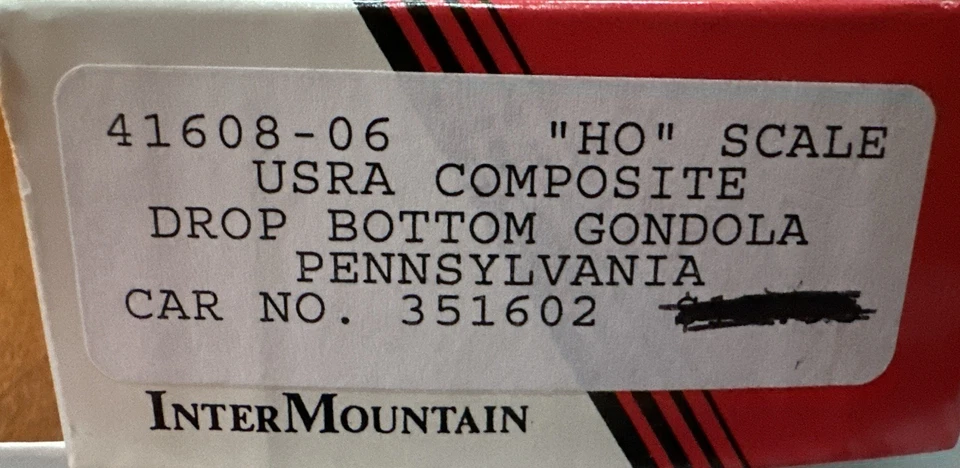 41608-06 "HO" SCALE
USRA COMPOSITE
DROP BOTTOM GONDOLA
PENNSYLVANIA
CAR NO. 351602
INTERMOUNTAIN